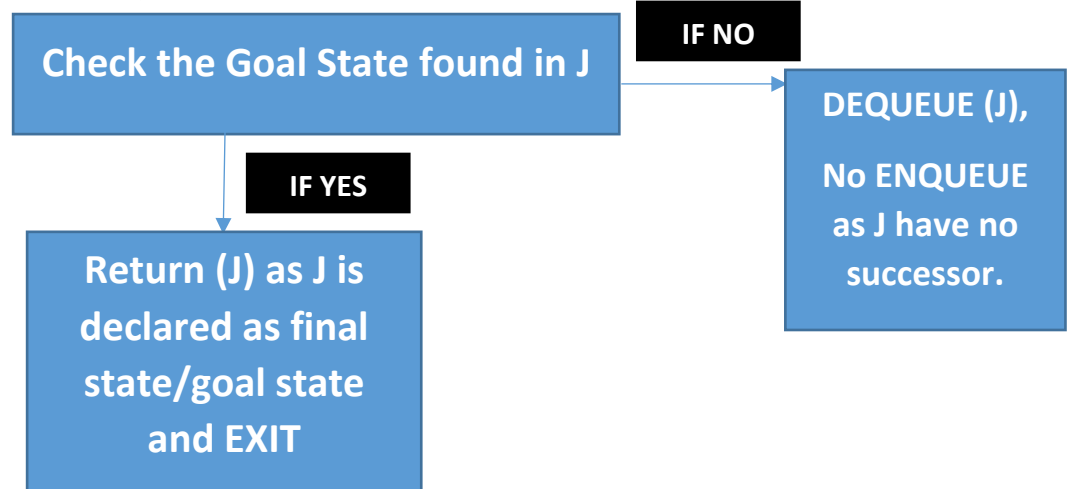 Check the Goal State found in J
IF NO
DEQUEUE (J),
No ENQUEUE
as J have no
successor.
IF YES
Return (J) as J is
declared as final
state/goal state
and EXIT